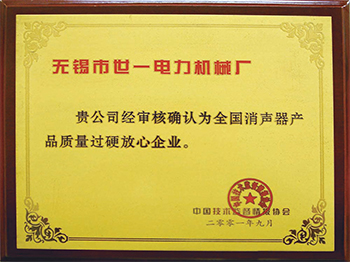 无锡市世一电力机械厂
贵公司经审核确认为全国消声器产
品质量过硬放心企业。
中国技术监督情报协会
二零零一年九月